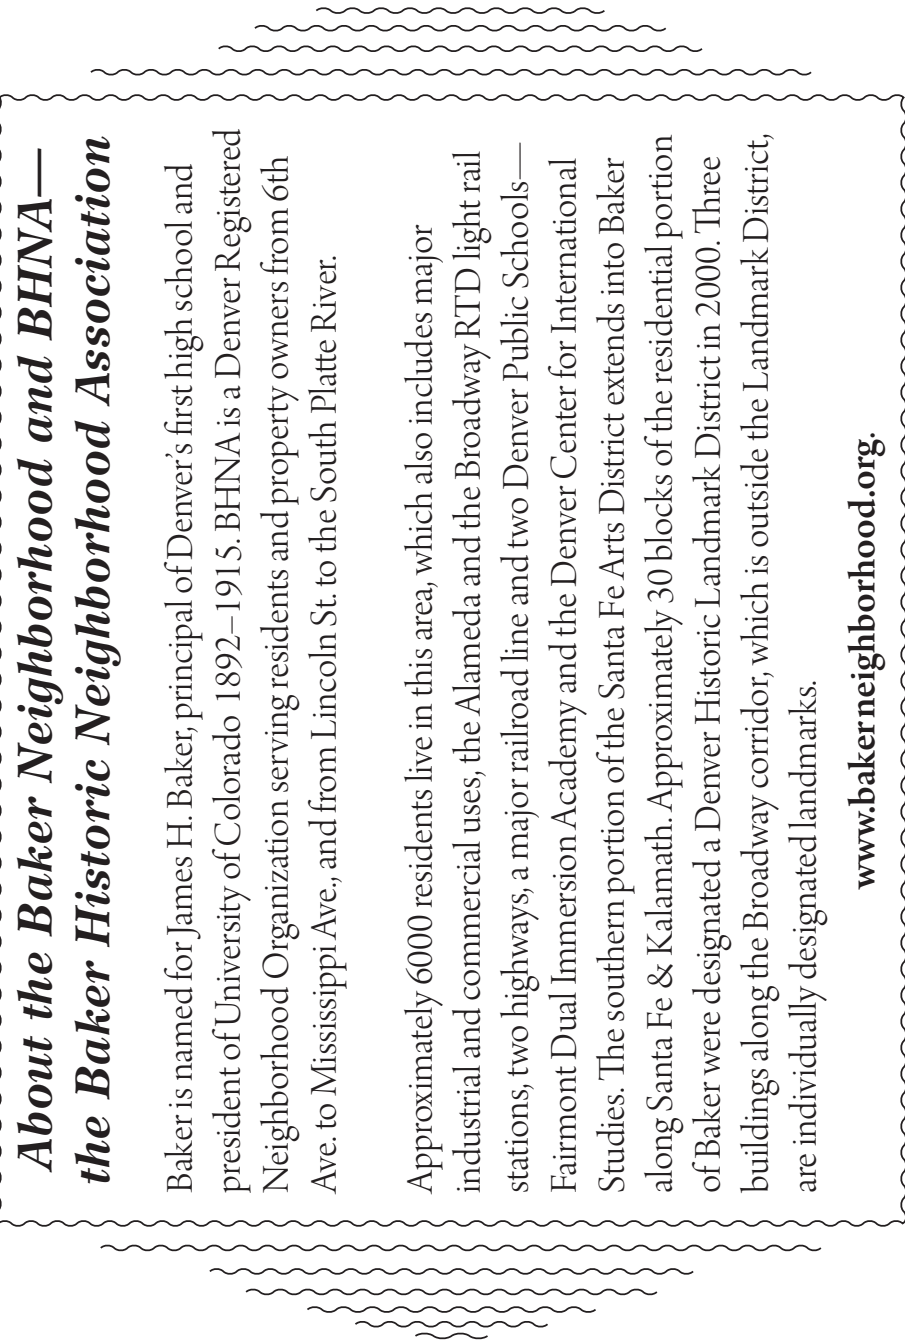 About the Baker Neighborhood and BHNA—
the Baker Historic Neighborhood Association
Baker is named for James H. Baker, principal of Denver’s first high school and
president of University of Colorado 1892–1915. BHNA is a Denver Registered
Neighborhood Organization serving residents and property owners from 6th
Ave. to Mississippi Ave., and from Lincoln St. to the South Platte River.
Approximately 6000 residents live in this area, which also includes major
industrial and commercial uses, the Alameda and the Broadway RTD light rail
stations, two highways, a major railroad line and two Denver Public Schools—
Fairmont Dual Immersion Academy and the Denver Center for International
Studies. The southern portion of the Santa Fe Arts District extends into Baker
along Santa Fe & Kalamath. Approximately 30 blocks of the residential portion
of Baker were designated a Denver Historic Landmark District in 2000. Three
buildings along the Broadway corridor, which is outside the Landmark District,
are individually designated landmarks.
www.bakerneighborhood.org.